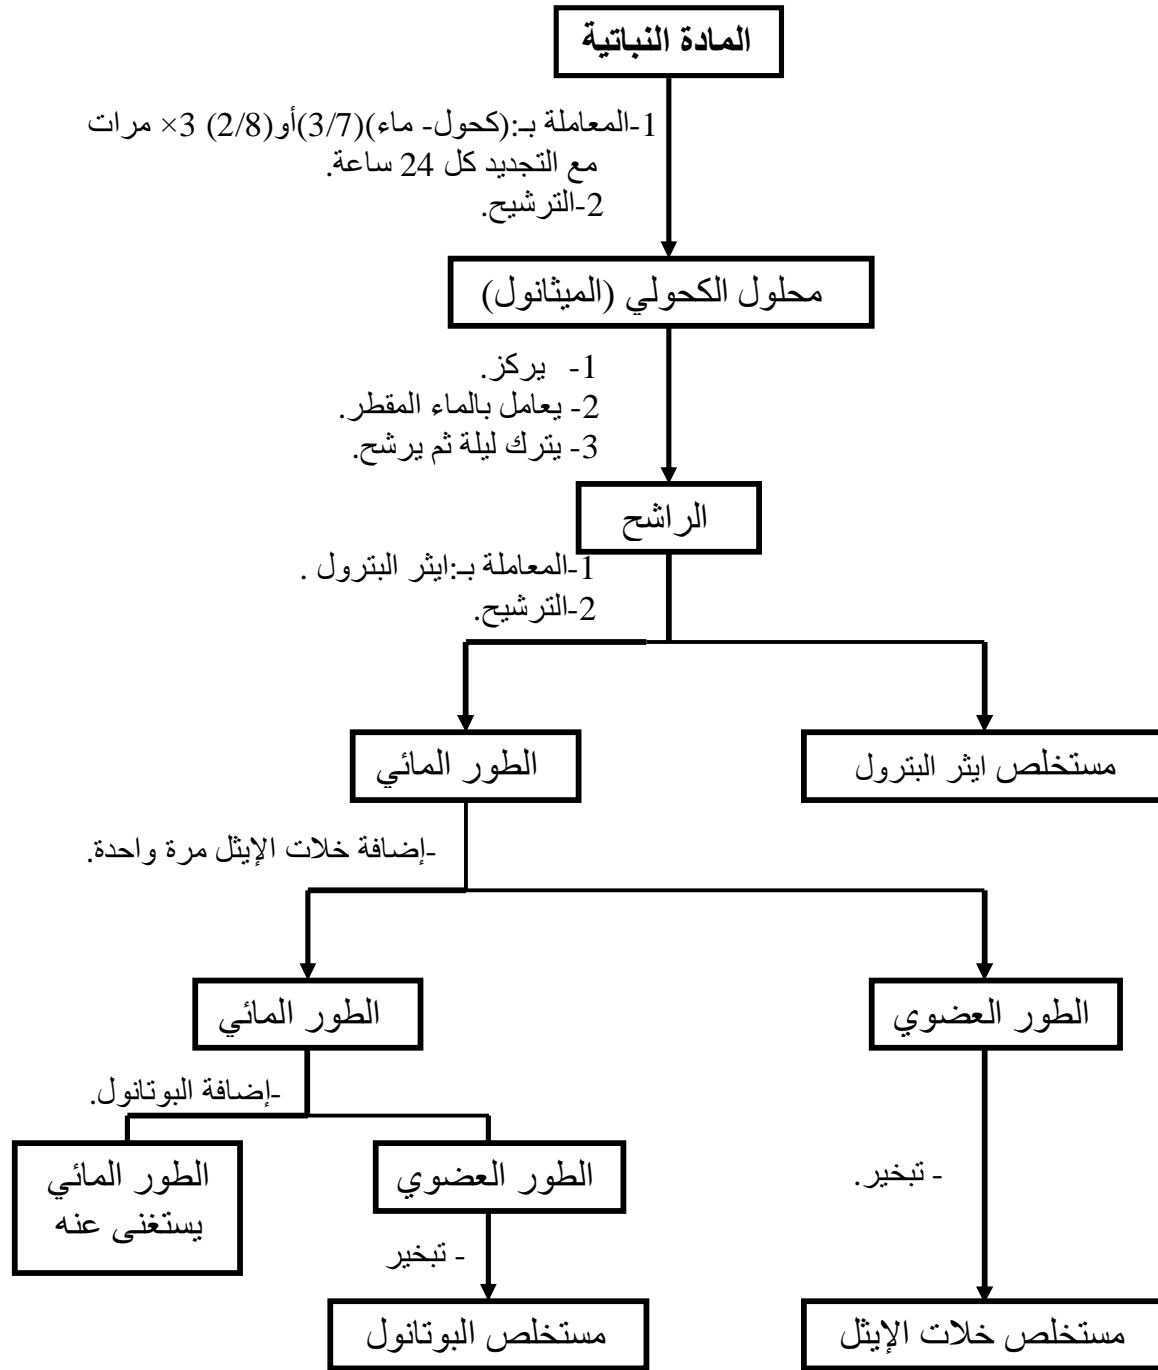 المادة النباتية
1-المعاملة بـ:(كحول- ماء)(3/7)أو(2/8) 3× مرات
مع التجديد كل 24 ساعة.
2-الترشيح.
محلول الكحولي (الميثانول)
1- يركز.
2- يعامل بالماء المقطر.
3- يترك ليلة ثم يرشح.
الراشح
1-المعاملة بـ:ايثر البترول .
2-الترشيح.
مستخلص ايثر البترول
الطور المائي
-إضافة خلات الإيثل مرة واحدة.
الطور العضوي
الطور المائي
-إضافة البوتانول.
- تبخير.
الطور العضوي
الطور المائي
يستغنى عنه
- تبخير
مستخلص خلات الإيثل
مستخلص البوتانول